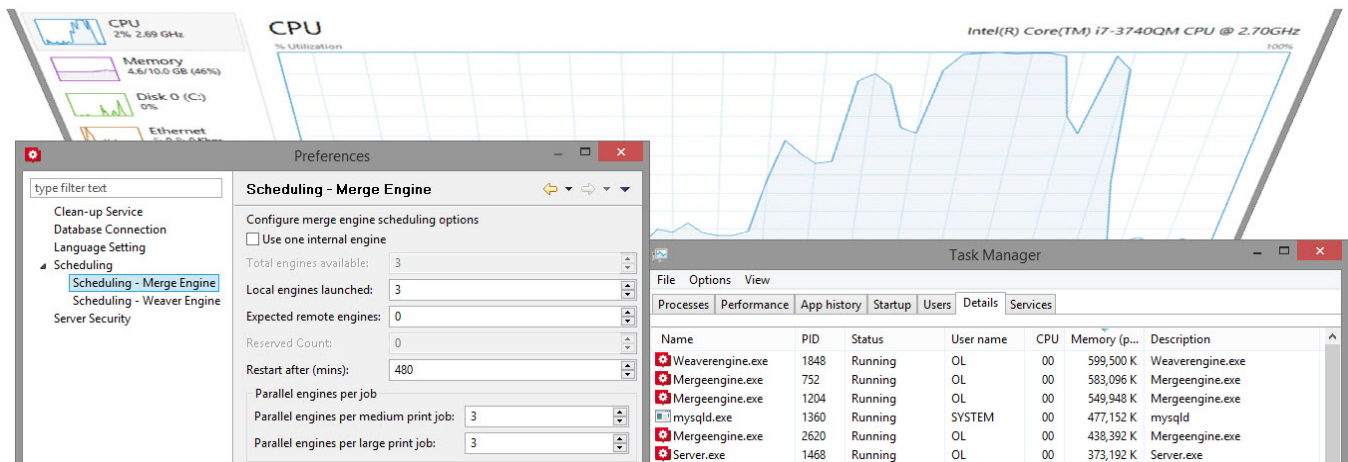 CPU
2% 2.69 GHz
Memory
4.6/10.0 GB (46%)
Disk 0 (C:)
0%
Ethernet
CPU
Intel(R) Core(TM) i7-3740QM CPU @ 2.70GHz
% Utilization
100%
Preferences
type filter text
Clean-up Service
Database Connection
Language Setting
Scheduling
Scheduling - Merge Engine
Scheduling - Weaver Engine
Server Security
Scheduling - Merge Engine
Configure merge engine scheduling options
Use one internal engine
Total engines available: 3
Local engines launched: 3
Expected remote engines: 0
Reserved Count: 0
Restart after (mins): 480
Parallel engines per job
Parallel engines per medium print job: 3
Parallel engines per large print job: 3
Task Manager
File Options View
Processes Performance App history Startup Users Details Services
Name PID Status User name CPU Memory (p... Description
Weaverengine.exe 1848 Running OL 00 599,500 K Weaverengine.exe
Mergeengine.exe 752 Running OL 00 583,096 K Mergeengine.exe
Mergeengine.exe 1204 Running OL 00 549,948 K Mergeengine.exe
mysqld.exe 1360 Running SYSTEM 00 477,152 K mysqld
Mergeengine.exe 2620 Running OL 00 438,392 K Mergeengine.exe
Server.exe 1468 Running OL 00 373,192 K Server.exe